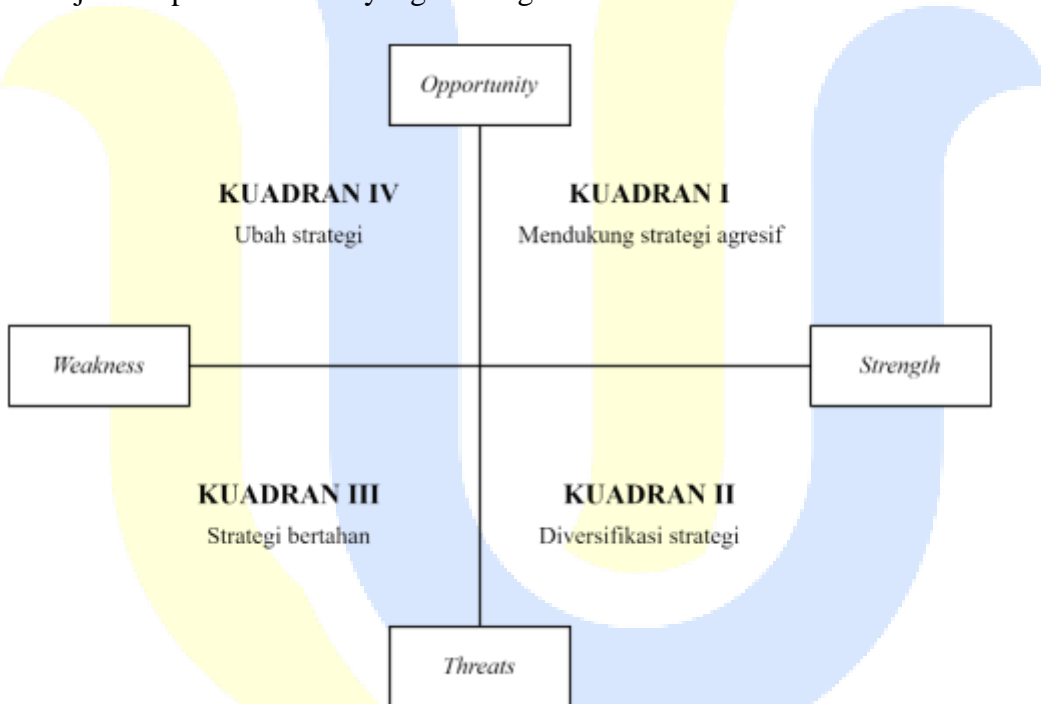 Opportunity
KUADRAN IV
KUADRAN I
Ubah strategi
Mendukung strategi agresif
Weakness
Strength
KUADRAN III
KUADRAN II
Strategi bertahan
Diversifikasi strategi
Threats